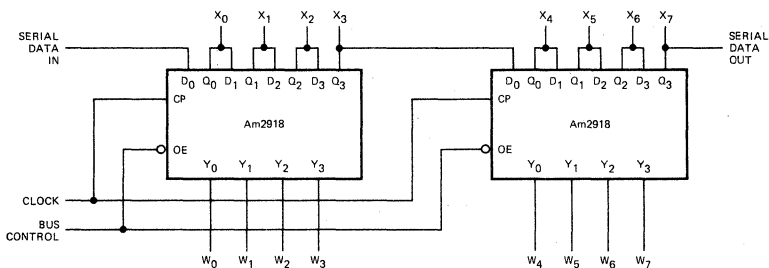 X0 X1 X2 X3 X4 X5 X6 X7
SERIAL
DATA
IN
SERIAL
DATA
OUT
D0 Q0 D1 Q1 D2 Q2 D3 Q3
CP
Am2918
OE
Y0 Y1 Y2 Y3
D0 Q0 D1 Q1 D2 Q2 D3 Q3
CP
Am2918
OE
Y0 Y1 Y2 Y3
CLOCK
BUS
CONTROL
W0 W1 W2 W3 W4 W5 W6 W7